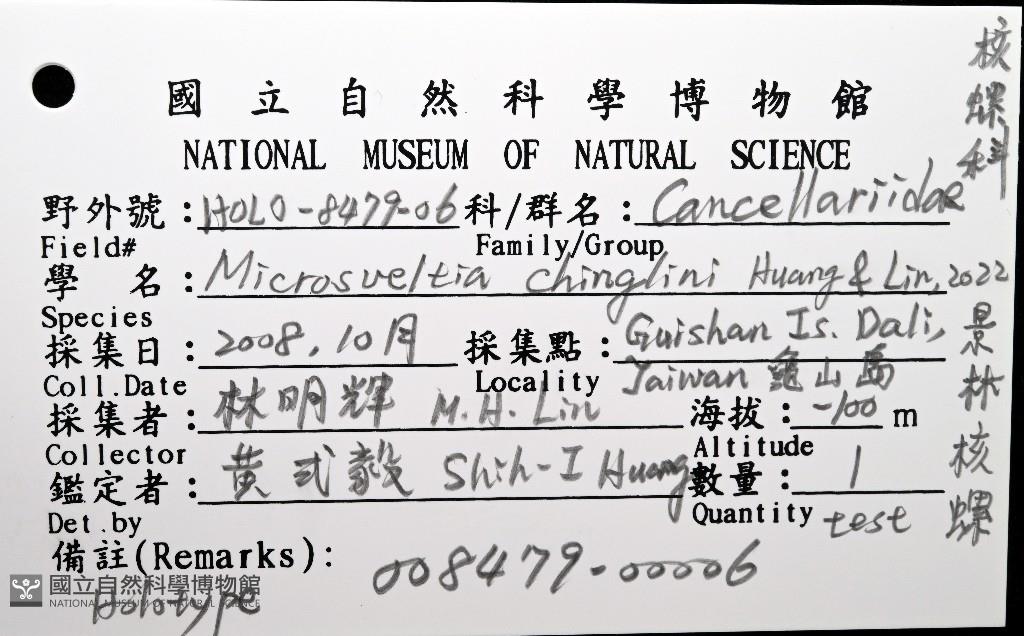 國立自然科學博物館
NATIONAL MUSEUM OF NATURAL SCIENCE
野外號：HOLO-8479-06 科/群名：Cancellariidae
Field# Family/Group
學名：Microsveltia chinglini Huang & Lin, 2022
Species
採集日：2008, 10月 採集點：Guishan Is. Dali,
Coll.Date Locality Taiwan 龜山島
採集者：林明輝 M.H. Lin 海拔：-100 m
Collector Altitude
鑑定者：黃式毅 Shih-I Huang 數量：1
Det.by Quantity test
備註(Remarks)：008479-00006
Holotype
核螺科
景林核螺
國立自然科學博物館
NATIONAL MUSEUM OF NATURAL SCIENCE